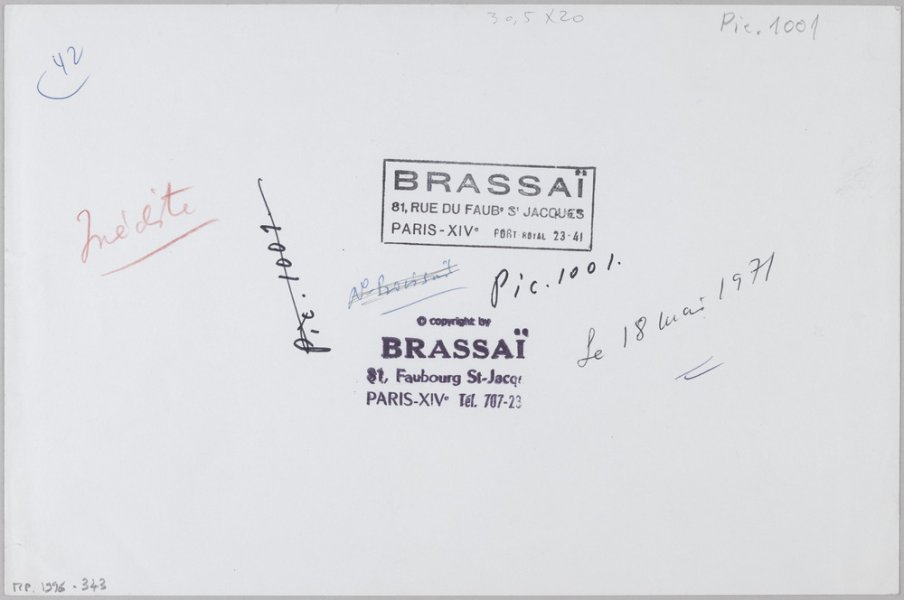 30,5 X 20
Pic. 1001
42
BRASSAÏ
81, RUE DU FAUBᵍ Sᵗ JACQUES
PARIS-XIVᵉ PORT-ROYAL 23-41
Inédite
Pic. 1001.
Pic. 1001.
Le 18 mai 1971
© copyright by
BRASSAÏ
81, Faubourg St-Jacq
PARIS-XIVᵉ Tél. 707-23
MP. 1996-343